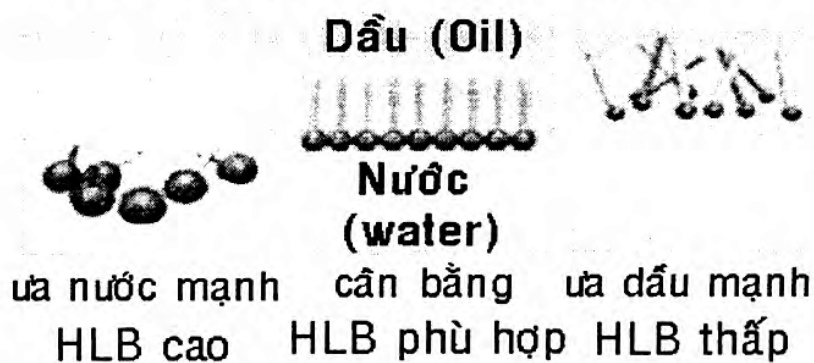 Dầu (Oil)
Nước
(water)
ưa nước mạnh cân bằng ưa dầu mạnh
HLB cao HLB phù hợp HLB thấp